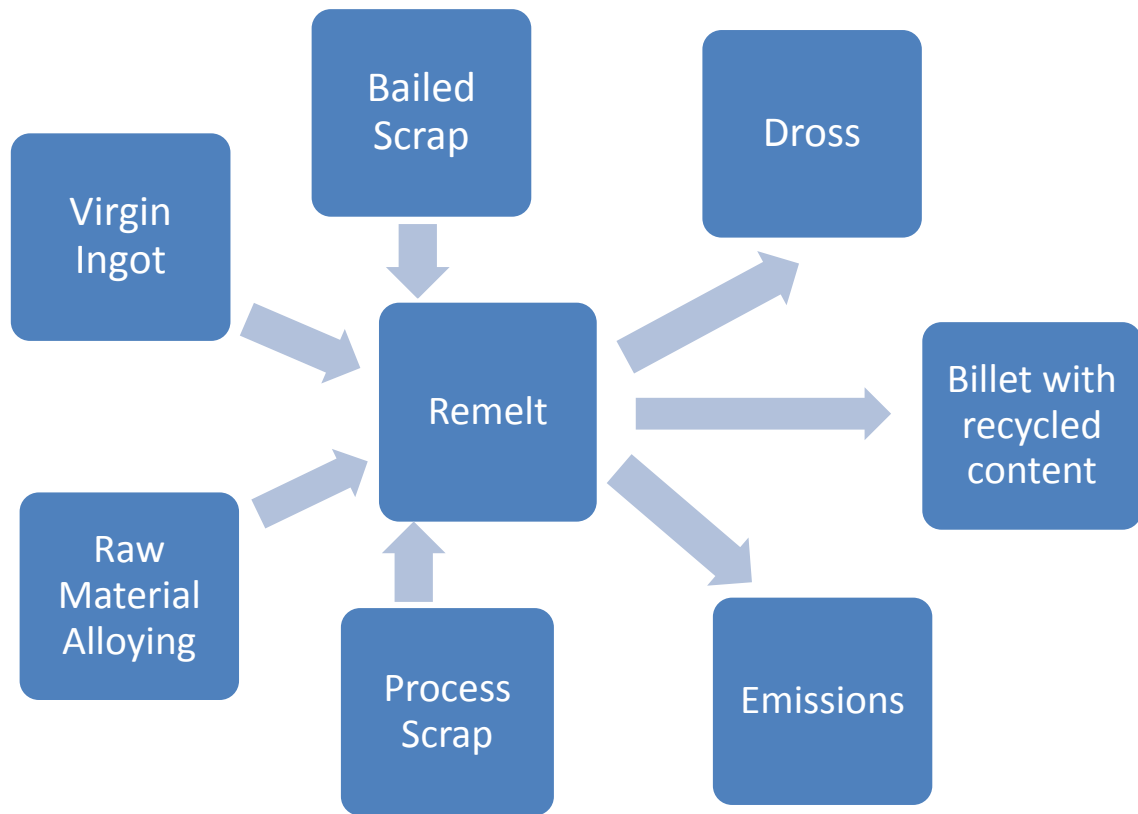 Bailed
Scrap
Dross
Virgin
Ingot
Remelt
Billet with
recycled
content
Raw
Material
Alloying
Process
Scrap
Emissions